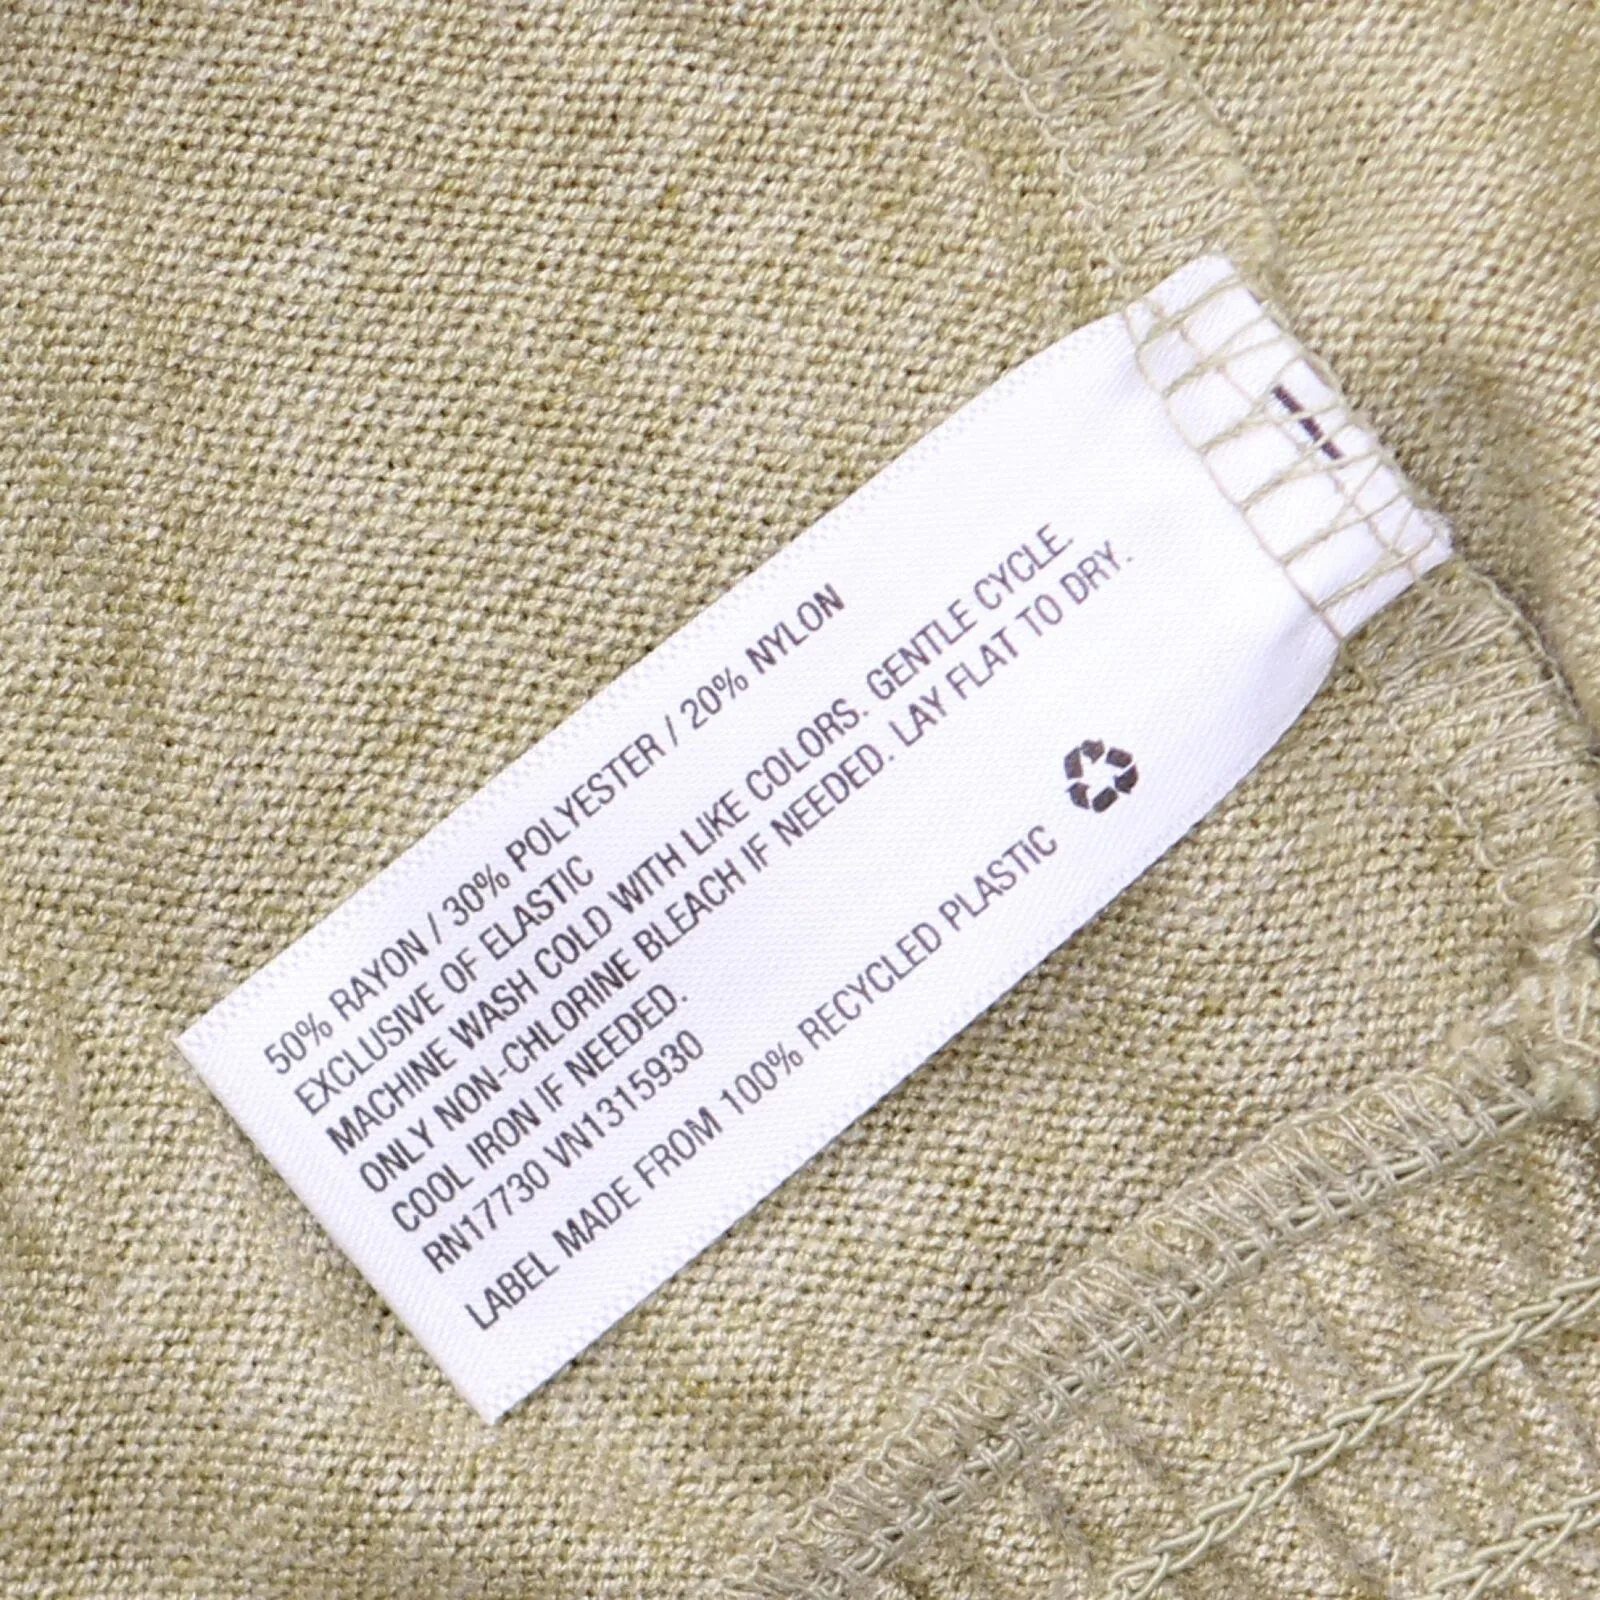 50% RAYON / 30% POLYESTER / 20% NYLON
EXCLUSIVE OF ELASTIC
MACHINE WASH COLD WITH LIKE COLORS. GENTLE CYCLE.
ONLY NON-CHLORINE BLEACH IF NEEDED. LAY FLAT TO DRY.
COOL IRON IF NEEDED.
RN17730 VN1315930
LABEL MADE FROM 100% RECYCLED PLASTIC